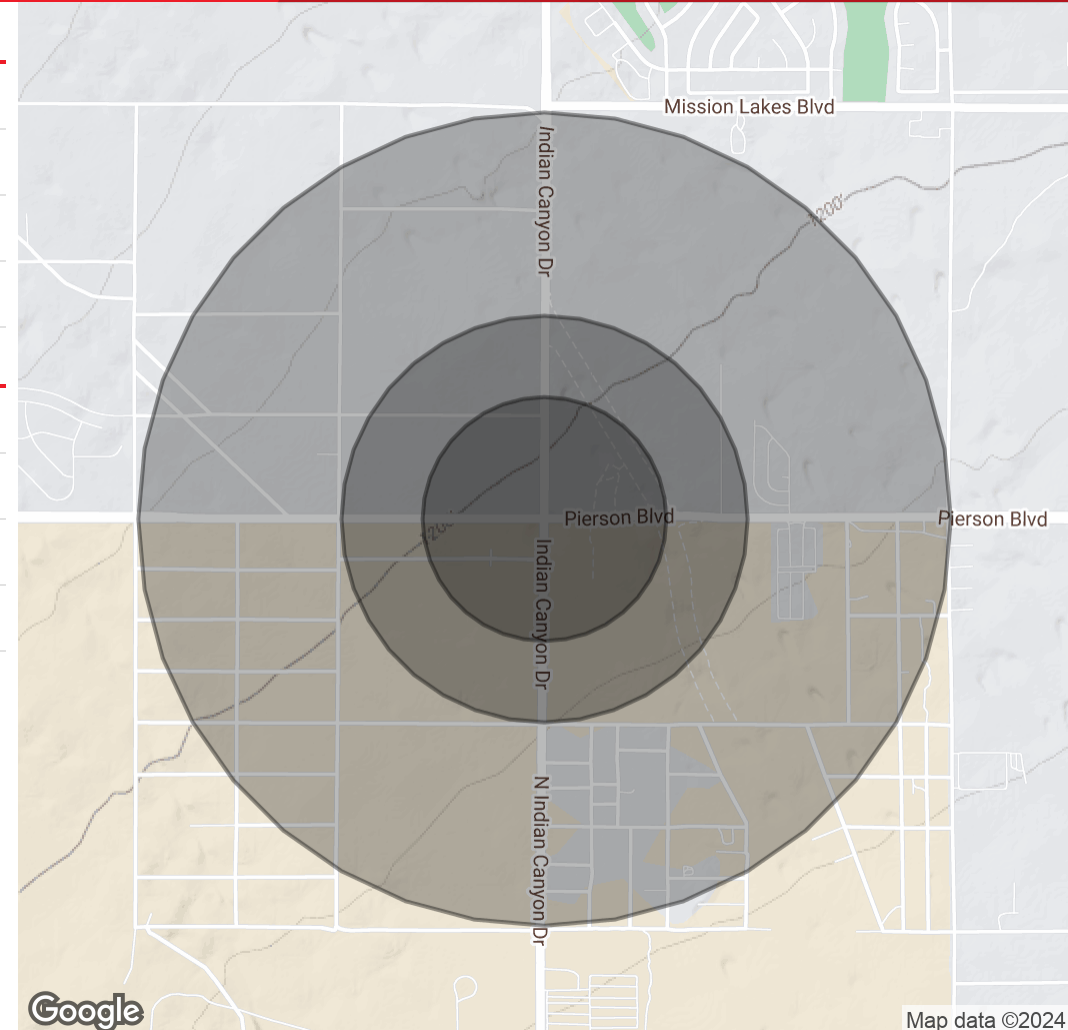 Mission Lakes Blvd
Indian Canyon Dr
1200'
Pierson Blvd
Pierson Blvd
Indian Canyon Dr
N Indian Canyon Dr
Google
Map data ©2024